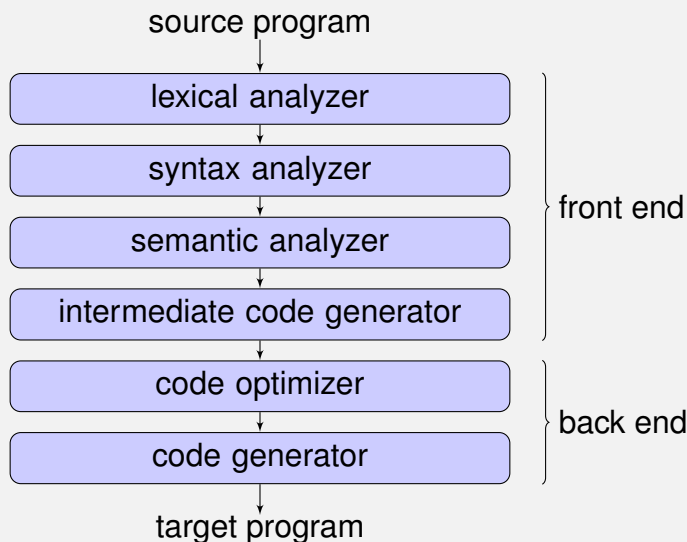 source program
lexical analyzer
syntax analyzer
semantic analyzer
intermediate code generator
front end
code optimizer
code generator
back end
target program